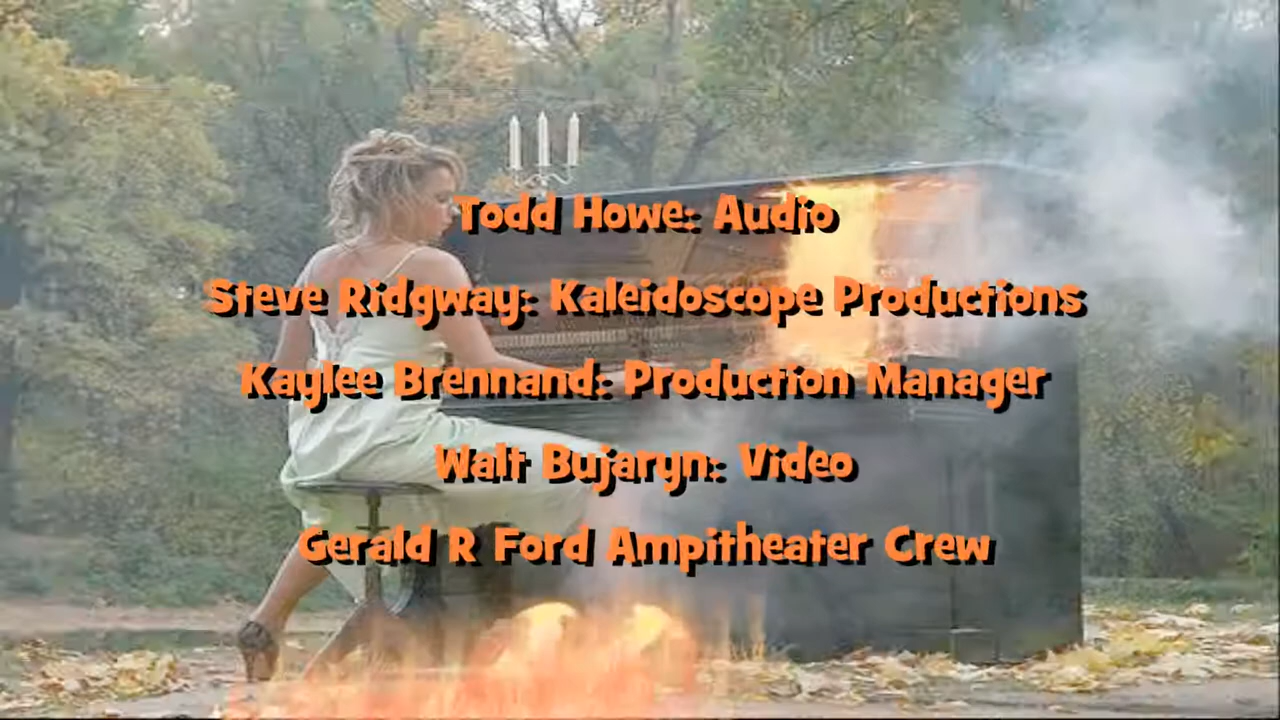 Todd Howe: Audio
Steve Ridgway: Kaleidoscope Productions
Kaylee Brennand: Production Manager
Walt Bujaryn: Video
Gerald R Ford Ampitheater Crew